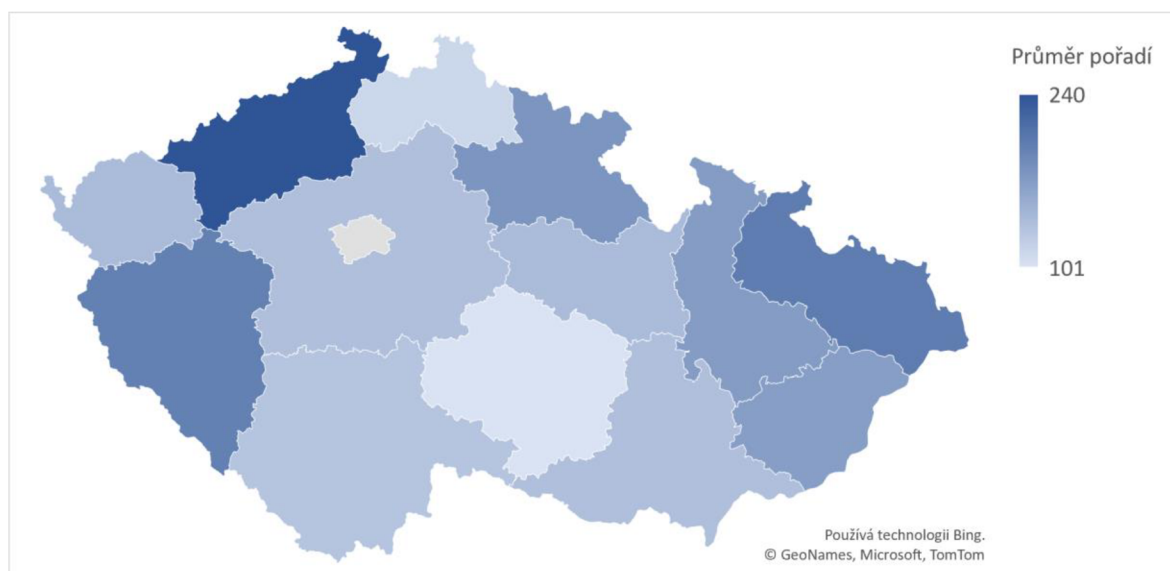 Průměr pořadí
240
101
Používá technologii Bing.
© GeoNames, Microsoft, TomTom